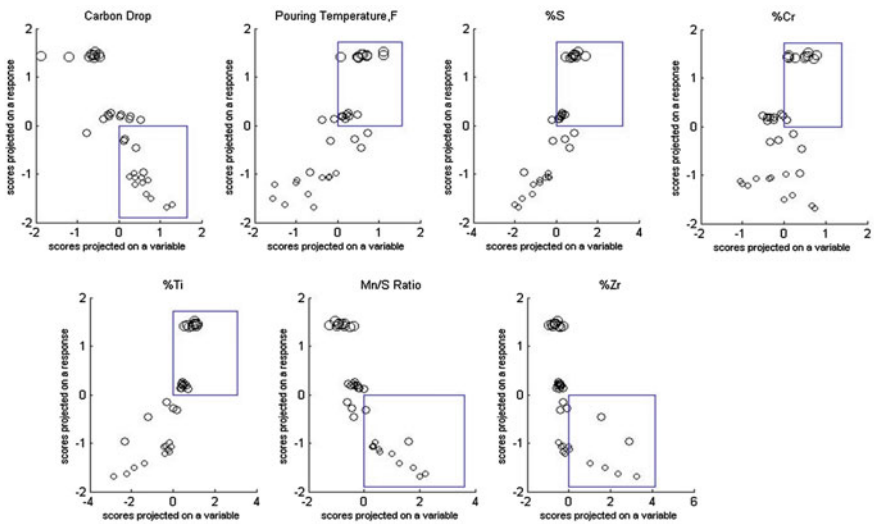 Carbon Drop
Pouring Temperature,F
%S
%Cr
2
1
0
-1
-2
scores projected on a response
-2 -1 0 1 2
scores projected on a variable
2
1
0
-1
-2
scores projected on a response
-2 -1 0 1 2
scores projected on a variable
2
1
0
-1
-2
scores projected on a response
-4 -2 0 2 4
scores projected on a variable
2
1
0
-1
-2
scores projected on a response
-2 -1 0 1 2
scores projected on a variable
%Ti
Mn/S Ratio
%Zr
2
1
0
-1
-2
scores projected on a response
-4 -2 0 2 4
scores projected on a variable
2
1
0
-1
-2
scores projected on a response
-2 0 2 4
scores projected on a variable
2
1
0
-1
-2
scores projected on a response
-2 0 2 4 6
scores projected on a variable